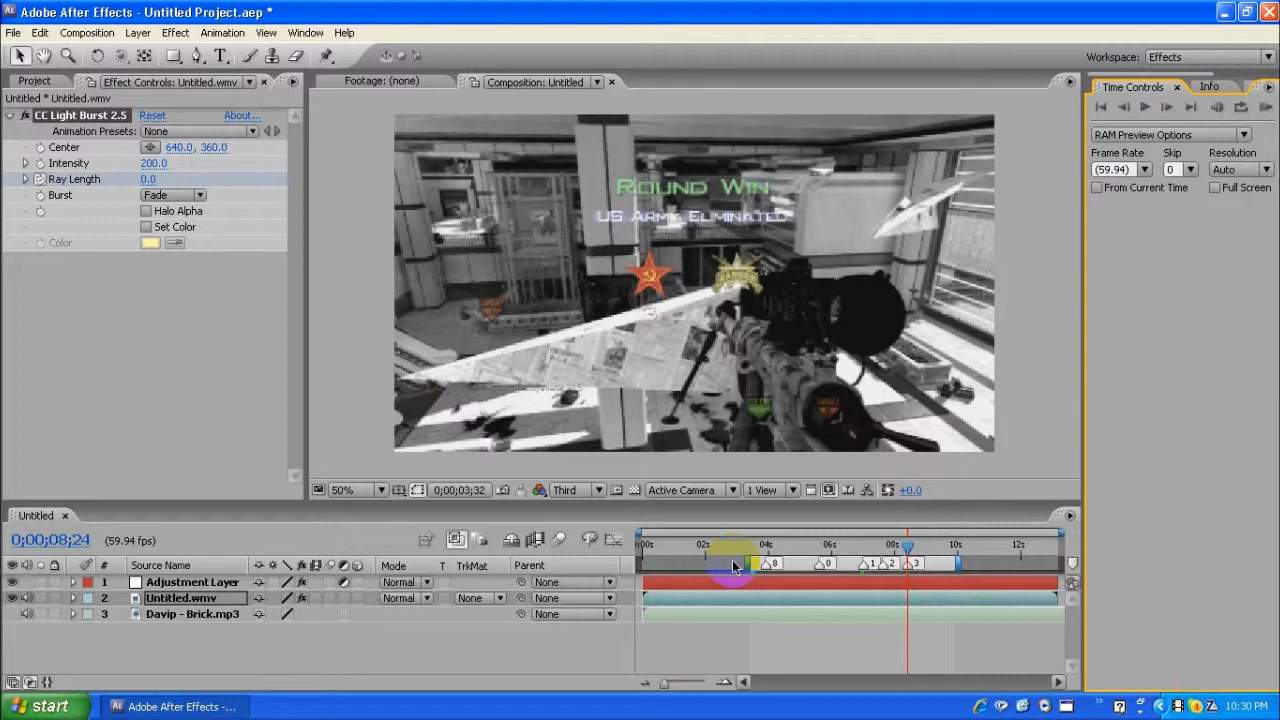 Adobe After Effects - Untitled Project.aep *
File Edit Composition Layer Effect Animation View Window Help
Workspace: Effects
Project Effect Controls: Untitled.wmv
Footage: (none) Composition: Untitled
Time Controls Info
Untitled * Untitled.wmv
CC Light Burst 2.5 Reset About...
Animation Presets: None
Center 640.0, 360.0
Intensity 200.0
Ray Length 0.0
Burst Fade
Halo Alpha
Set Color
Color
RAM Preview Options
Frame Rate Skip Resolution
(59.94) 0 Auto
From Current Time Full Screen
Round Win
US Army Eliminated
RANGER
50% 0;00;03;32 Third Active Camera 1 View +0.0
Untitled
0;00;08;24 (59.94 fps)
:00s 02s 04s 06s 08s 10s 12s
8 0 1 2 3
# Source Name Mode T TrkMat Parent
1 Adjustment Layer Normal None
2 Untitled.wmv Normal None None
3 Davip - Brick.mp3 None
start Adobe After Effects - ... 10:30 PM